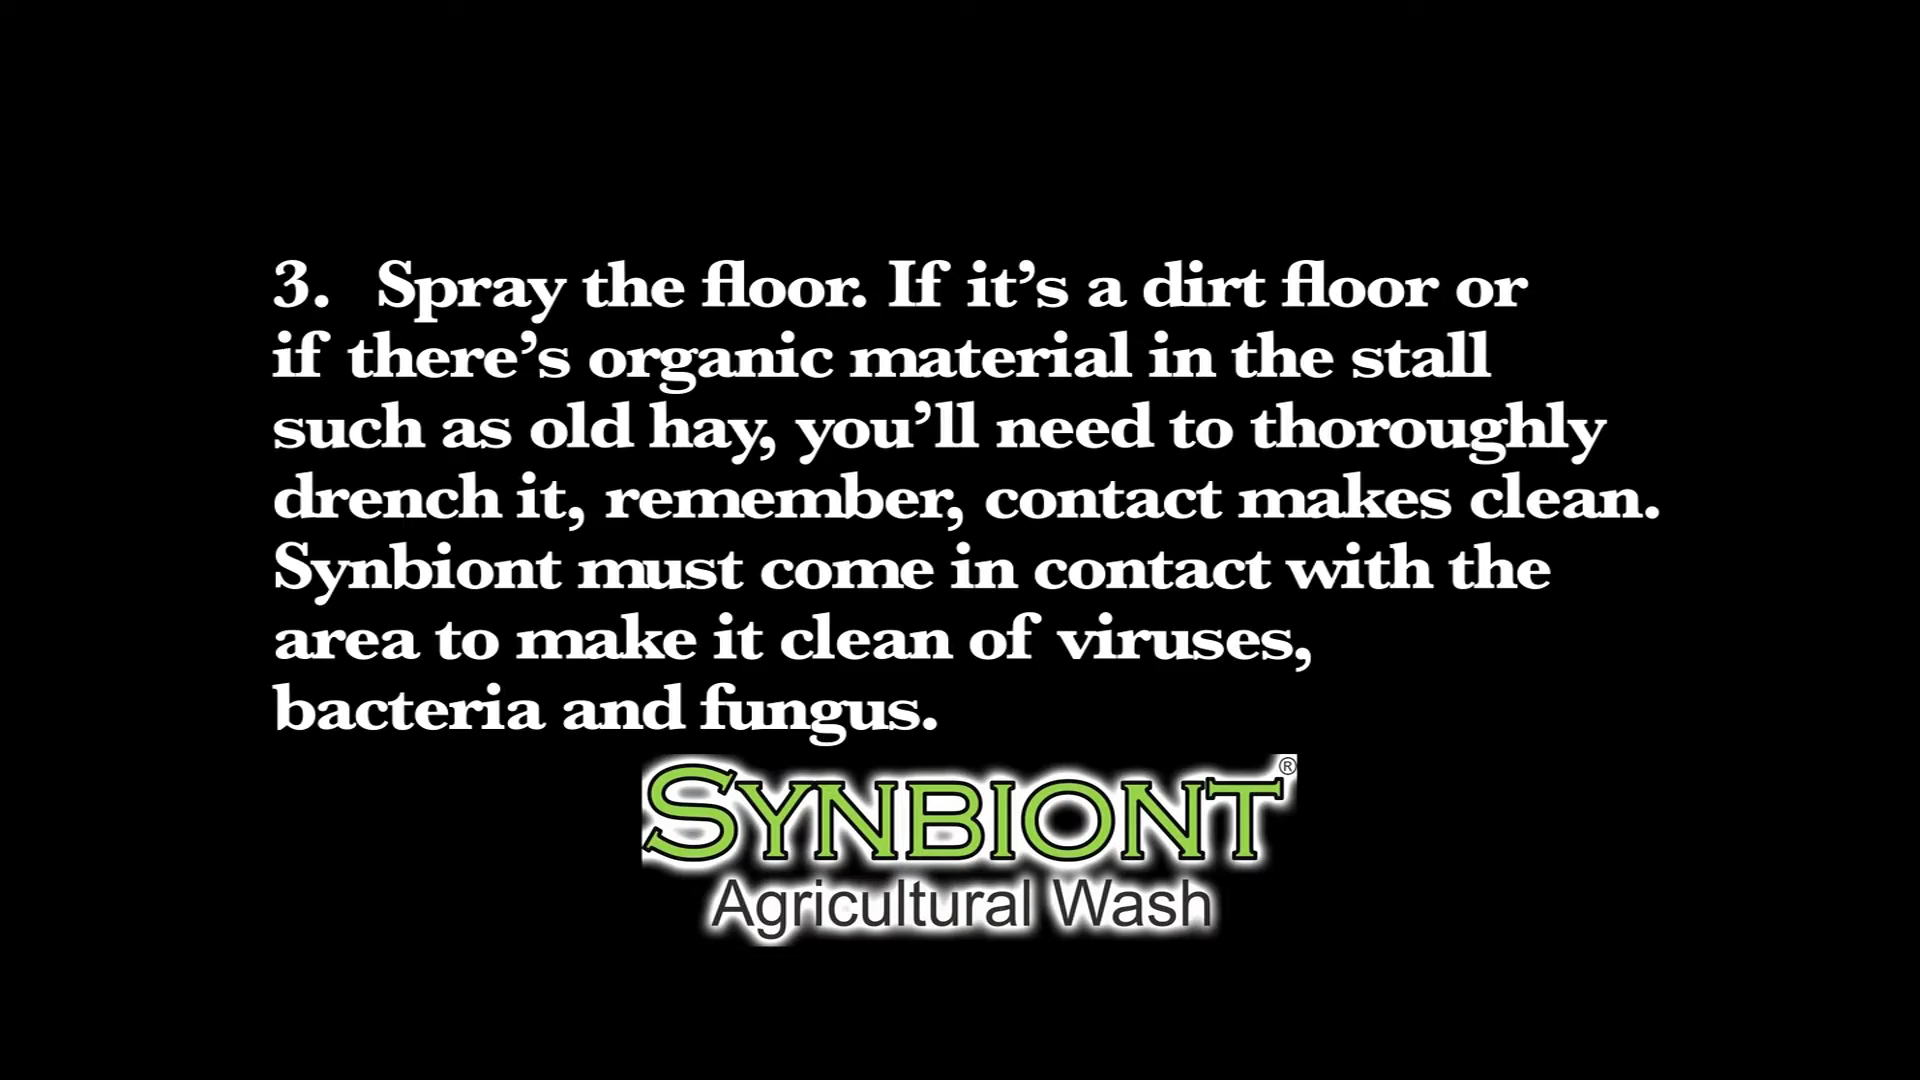 3. Spray the floor. If it’s a dirt floor or
if there’s organic material in the stall
such as old hay, you’ll need to thoroughly
drench it, remember, contact makes clean.
Synbiont must come in contact with the
area to make it clean of viruses,
bacteria and fungus.
SYNBIONT®
Agricultural Wash